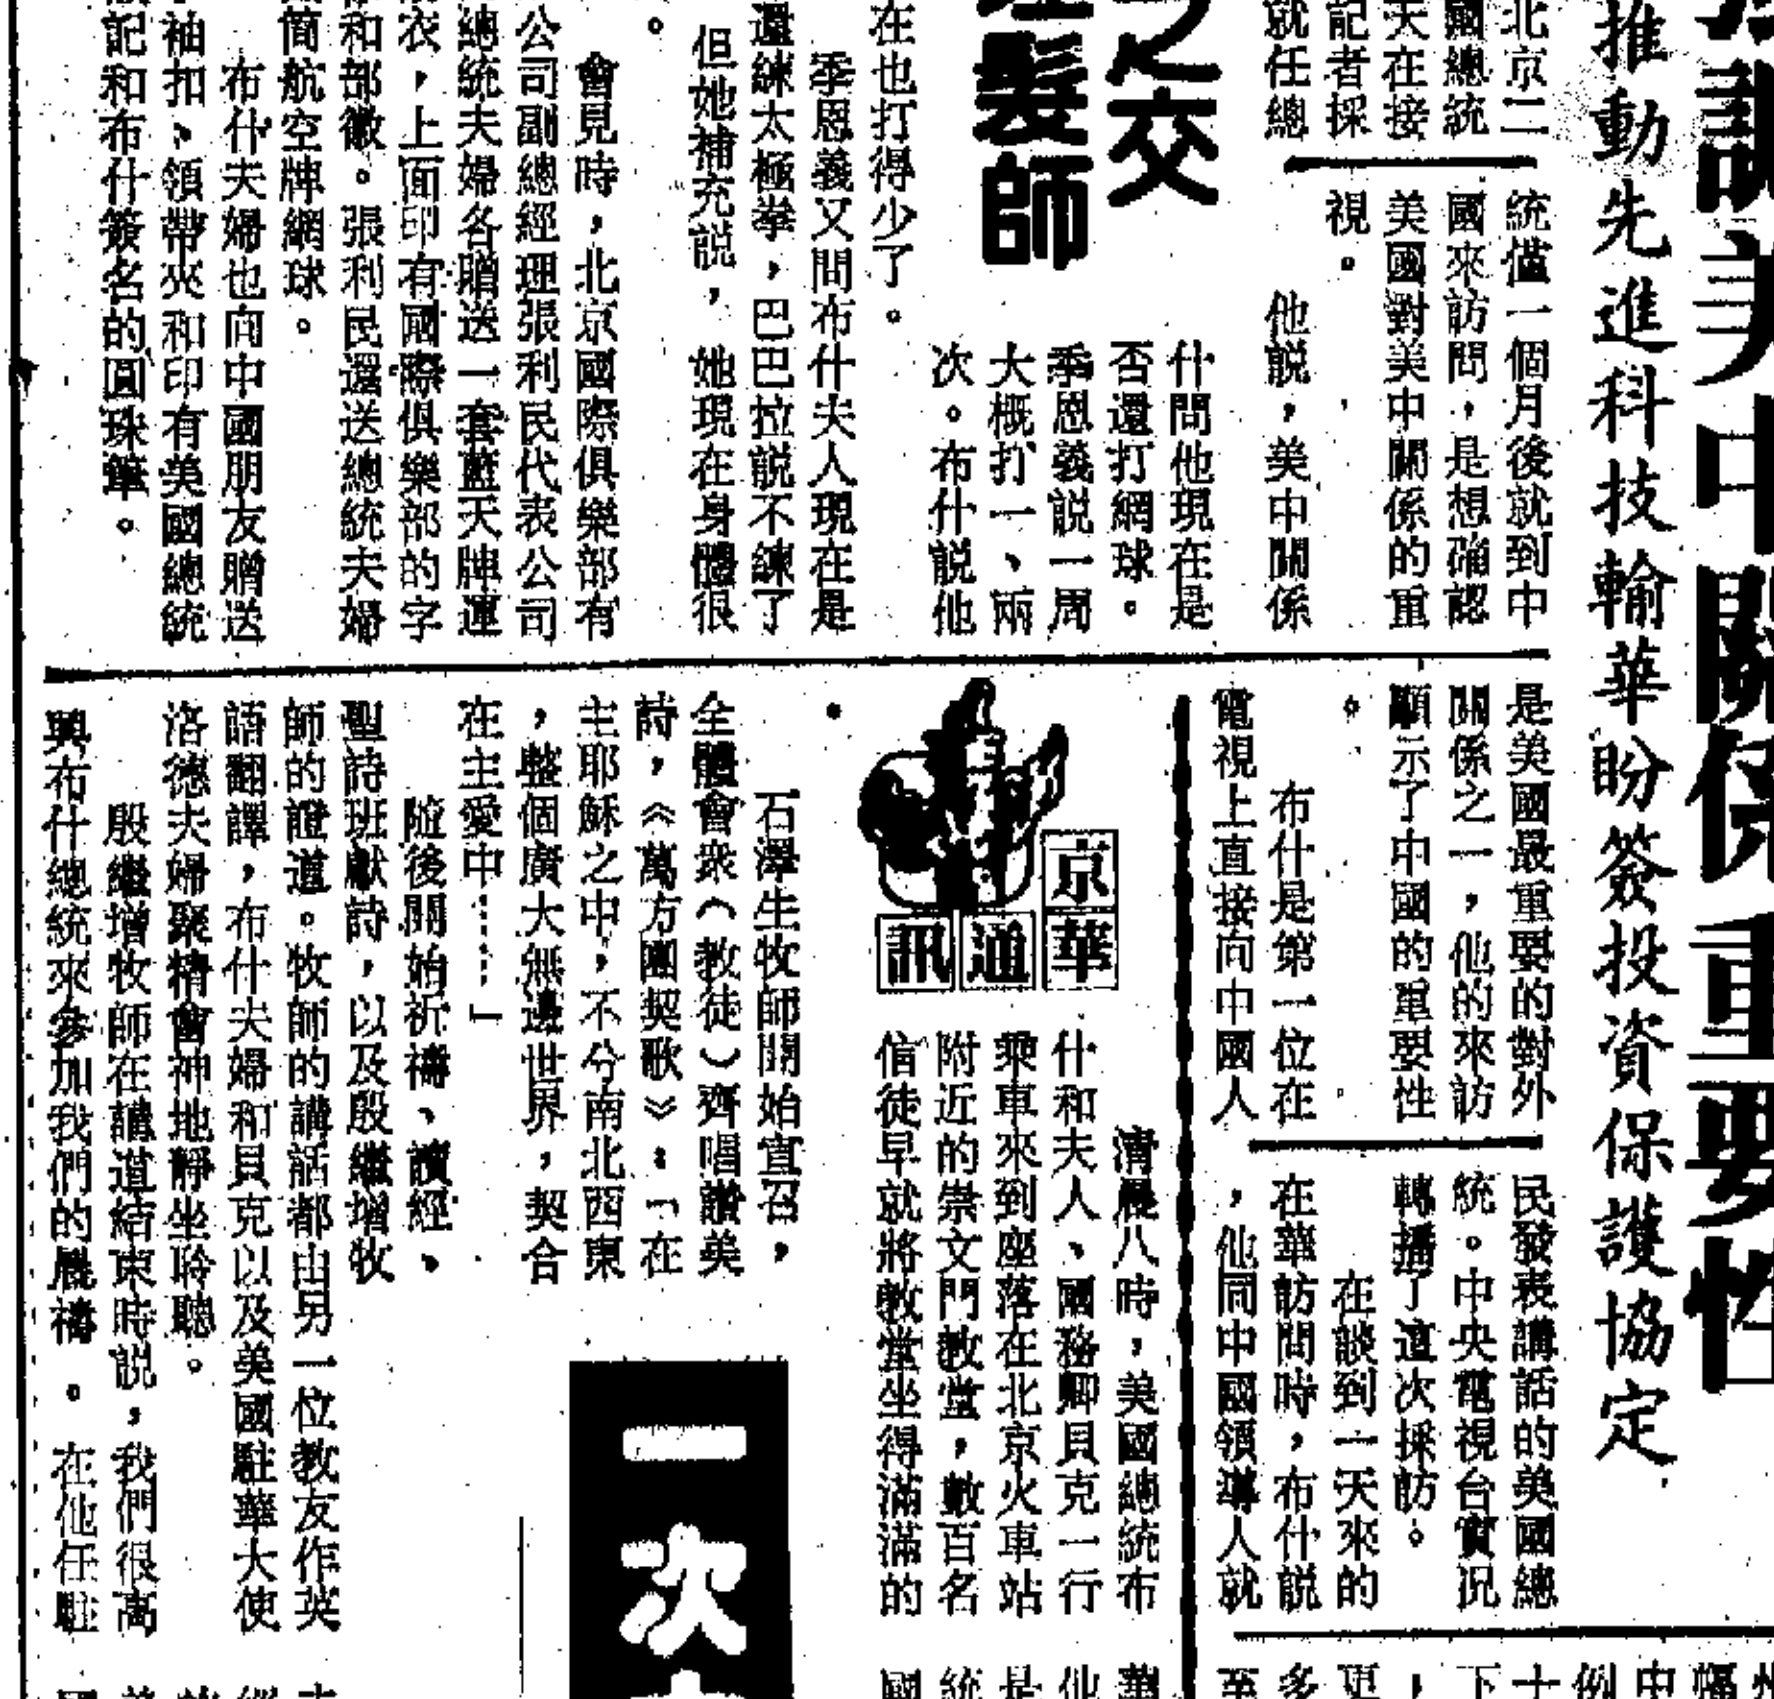 美中關係重要性
推動先進科技輸華盼簽投資保護協定
北京二
國總統
天在接
記者採
就任總
統僅一個月後就到中
國來訪問，是想確認
美國對美中關係的重
視。
他說，美中關係
是美國最重要的對外
關係之一，他的來訪
顯示了中國的重要性
。
布什是第一位在
電視上直接向中國人
民發表講話的美國總
統。中央電視台實況
轉播了這次採訪。
在談到一天來的
在華訪問時，布什說
，他同中國領導人就
之交
理髮師
什問他現在是
否還打網球。
季恩義說一周
大概打一、兩
次。布什說他
在也打得少了。
季恩義又問布什夫人現在是
還練太極拳，巴巴拉說不練了
但她補充說，她現在身體很
。
會見時，北京國際俱樂部有
公司副總經理張利民代表公司
總統夫婦各贈送一套藍天牌運
衣，上面印有國際俱樂部的字
和部徽。張利民還送總統夫婦
筒航空牌網球。
布什夫婦也向中國朋友贈送
袖扣、領帶夾和印有美國總統
記和布什簽名的圓珠筆。
京華
通訊
清晨八時，美國總統布
什和夫人、國務卿貝克一行
乘車來到座落在北京火車站
附近的崇文門教堂，數百名
信徒早就將教堂坐得滿滿的
一次
石澤生牧師開始宣召，
全體會衆（教徒）齊唱讚美
詩，《萬方團契歌》：「在
主耶穌之中，不分南北西東
，整個廣大無邊世界，契合
在主愛中……」
隨後開始祈禱、讀經、
聖詩班獻詩，以及殷繼增牧
師的證道。牧師的講話都由另一位教友作英
語翻譯，布什夫婦和貝克以及美國駐華大使
洛德夫婦聚精會神地靜坐聆聽。
殷繼增牧師在講道結束時說，我們很高
興布什總統來參加我們的晨禱。在他任駐